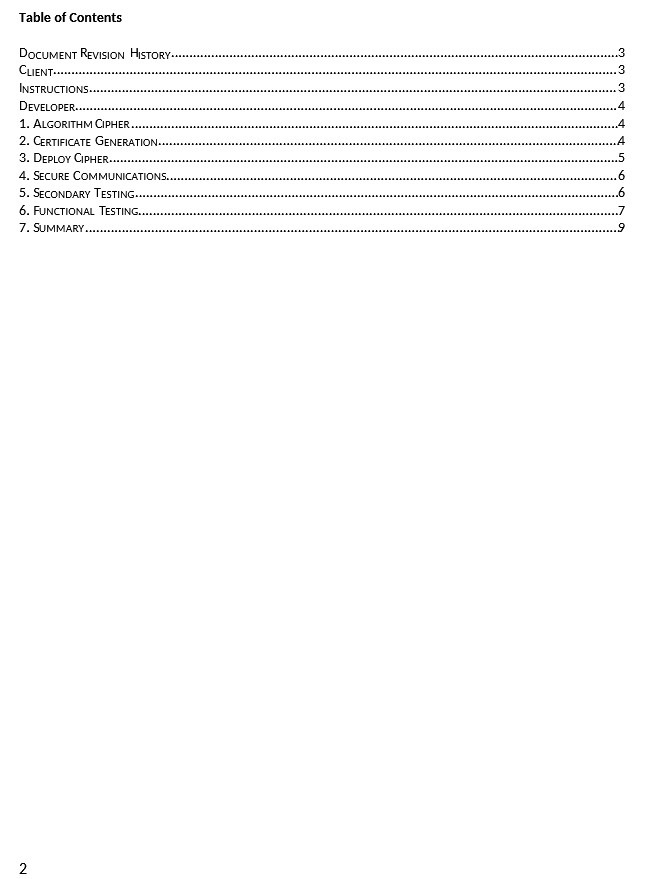 Table of Contents
Document Revision History...3
Client...3
Instructions...3
Developer...4
1. Algorithm Cipher...4
2. Certificate Generation...4
3. Deploy Cipher...5
4. Secure Communications...6
5. Secondary Testing...6
6. Functional Testing...7
7. Summary...9
2